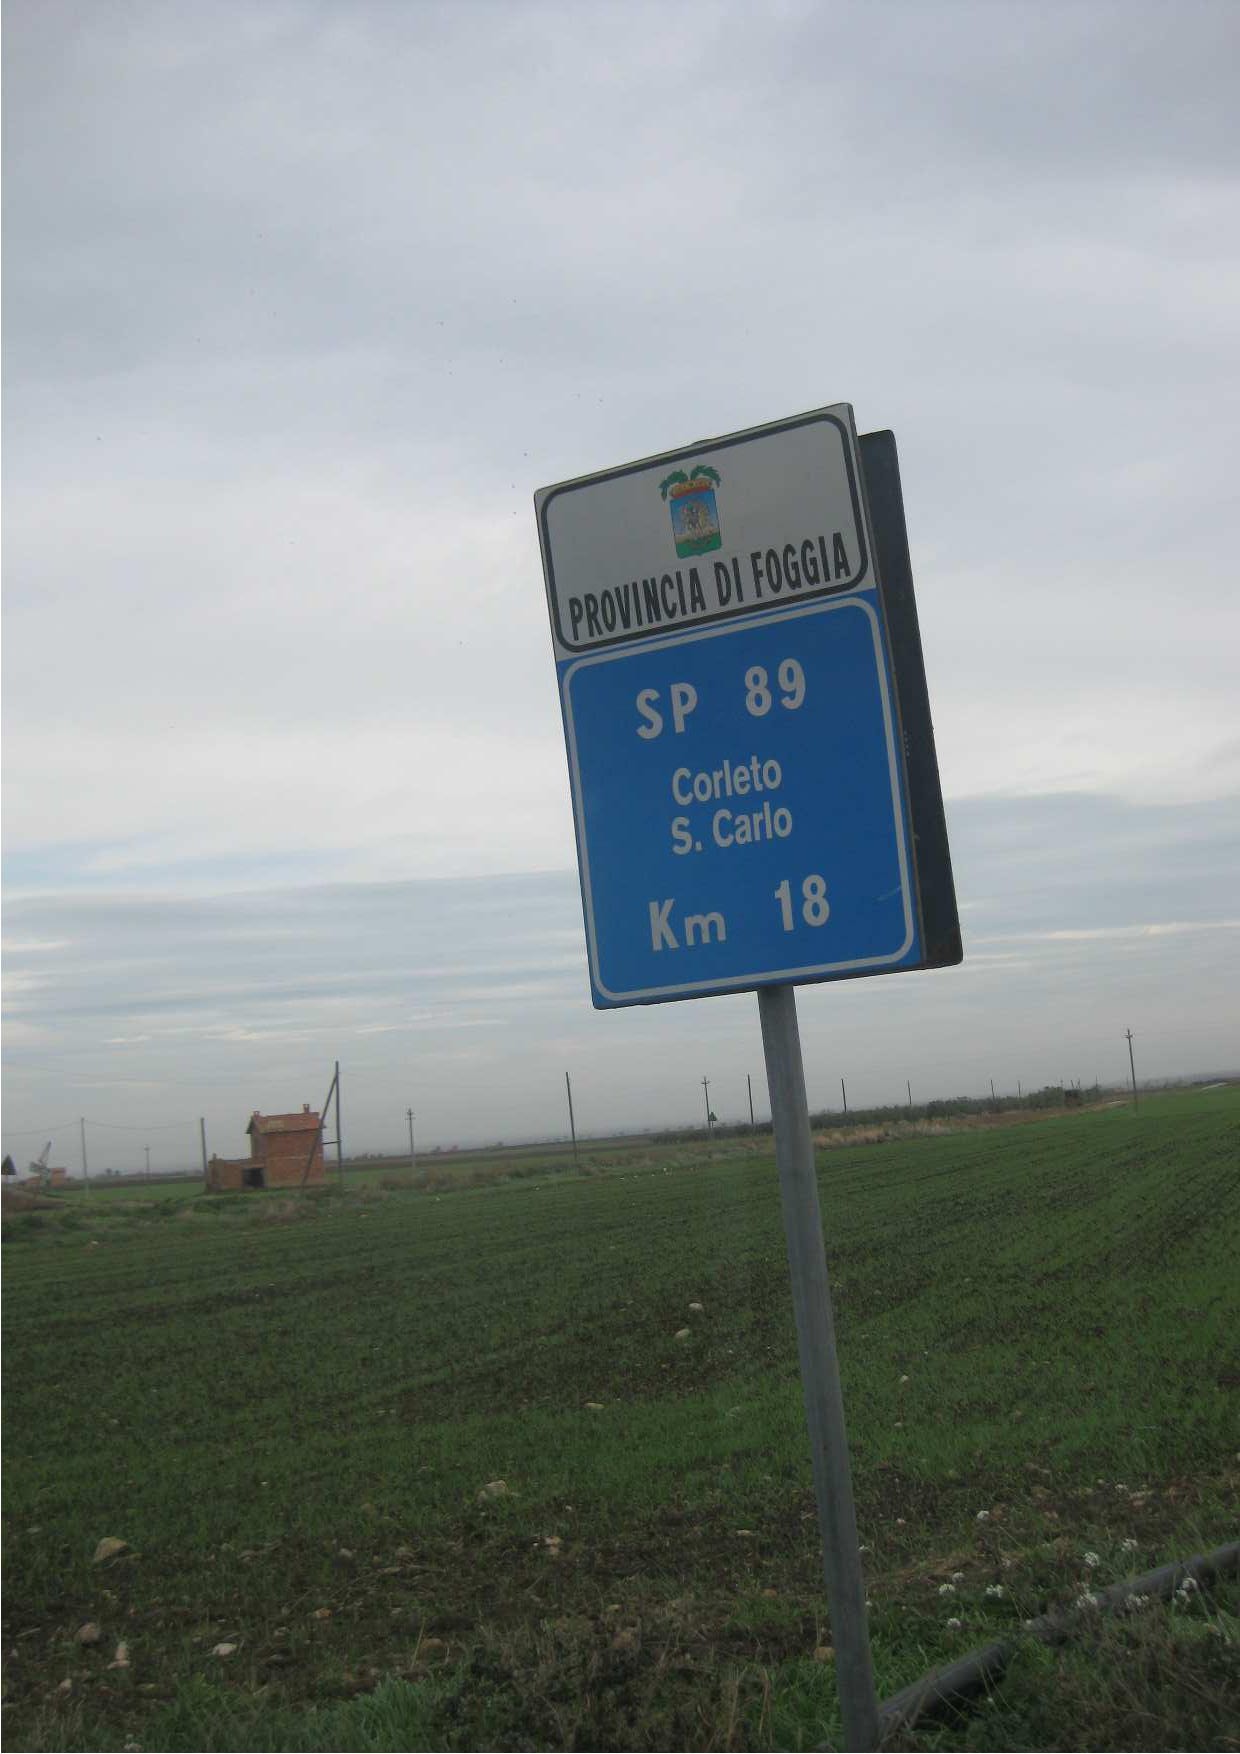 PROVINCIA DI FOGGIA
SP 89
Corleto
S. Carlo
Km 18